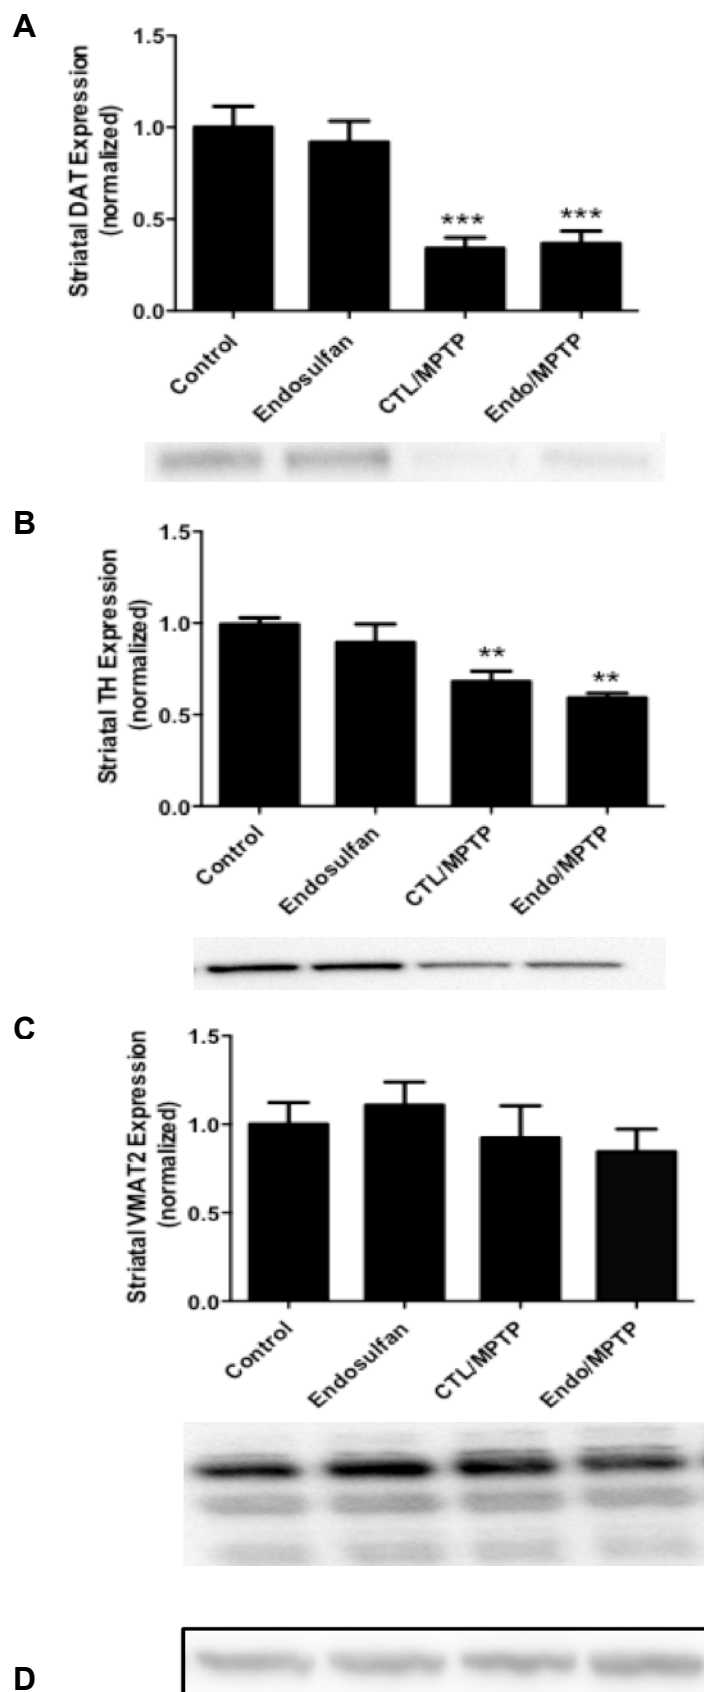 A
Striatal DAT Expression
(normalized)
1.5
1.0
0.5
0.0
***
***
Control
Endosulfan
CTL/MPTP
Endo/MPTP
B
Striatal TH Expression
(normalized)
1.5
1.0
0.5
0.0
**
**
Control
Endosulfan
CTL/MPTP
Endo/MPTP
C
Striatal VMAT2 Expression
(normalized)
1.5
1.0
0.5
0.0
Control
Endosulfan
CTL/MPTP
Endo/MPTP
D